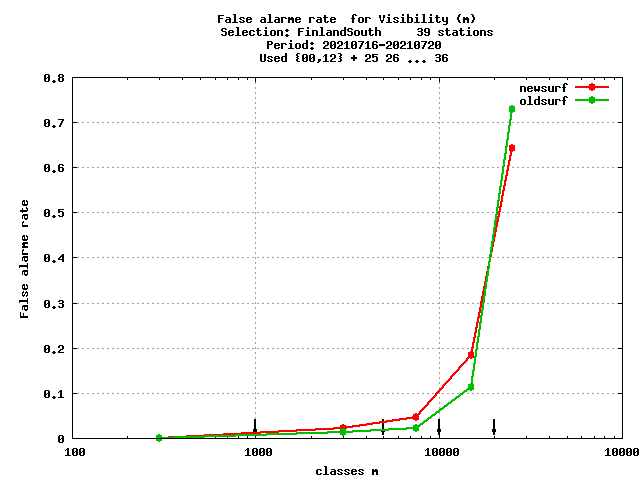 False alarme rate  for Visibility (m)
Selection: FinlandSouth     39 stations
Period: 20210716-20210720
Used {00,12} + 25 26 ... 36
newsurf
oldsurf
0.8
0.7
0.6
0.5
0.4
0.3
0.2
0.1
0
False alarme rate
100
1000
10000
10000
classes m